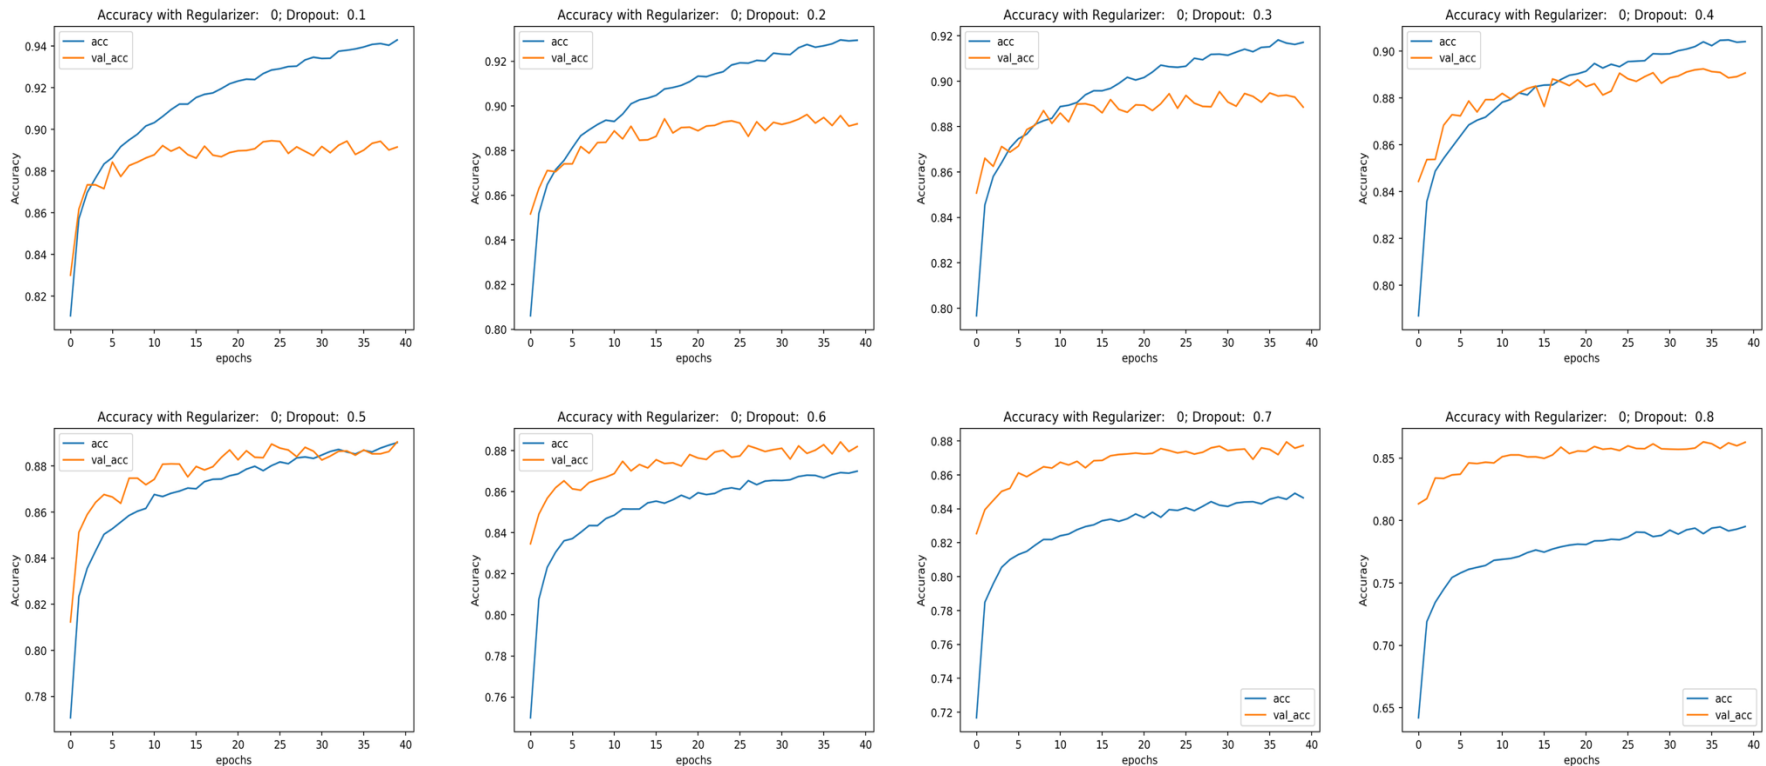 Accuracy with Regularizer: 0; Dropout: 0.1
acc
val_acc
0.94
0.92
0.90
0.88
0.86
0.84
0.82
Accuracy
0 5 10 15 20 25 30 35 40
epochs
Accuracy with Regularizer: 0; Dropout: 0.2
acc
val_acc
0.92
0.90
0.88
0.86
0.84
0.82
0.80
Accuracy
0 5 10 15 20 25 30 35 40
epochs
Accuracy with Regularizer: 0; Dropout: 0.3
acc
val_acc
0.92
0.90
0.88
0.86
0.84
0.82
0.80
Accuracy
0 5 10 15 20 25 30 35 40
epochs
Accuracy with Regularizer: 0; Dropout: 0.4
acc
val_acc
0.90
0.88
0.86
0.84
0.82
0.80
Accuracy
0 5 10 15 20 25 30 35 40
epochs
Accuracy with Regularizer: 0; Dropout: 0.5
acc
val_acc
0.88
0.86
0.84
0.82
0.80
0.78
Accuracy
0 5 10 15 20 25 30 35 40
epochs
Accuracy with Regularizer: 0; Dropout: 0.6
acc
val_acc
0.88
0.86
0.84
0.82
0.80
0.78
0.76
Accuracy
0 5 10 15 20 25 30 35 40
epochs
Accuracy with Regularizer: 0; Dropout: 0.7
0.88
0.86
0.84
0.82
0.80
0.78
0.76
0.74
0.72
Accuracy
acc
val_acc
0 5 10 15 20 25 30 35 40
epochs
Accuracy with Regularizer: 0; Dropout: 0.8
0.85
0.80
0.75
0.70
0.65
Accuracy
acc
val_acc
0 5 10 15 20 25 30 35 40
epochs